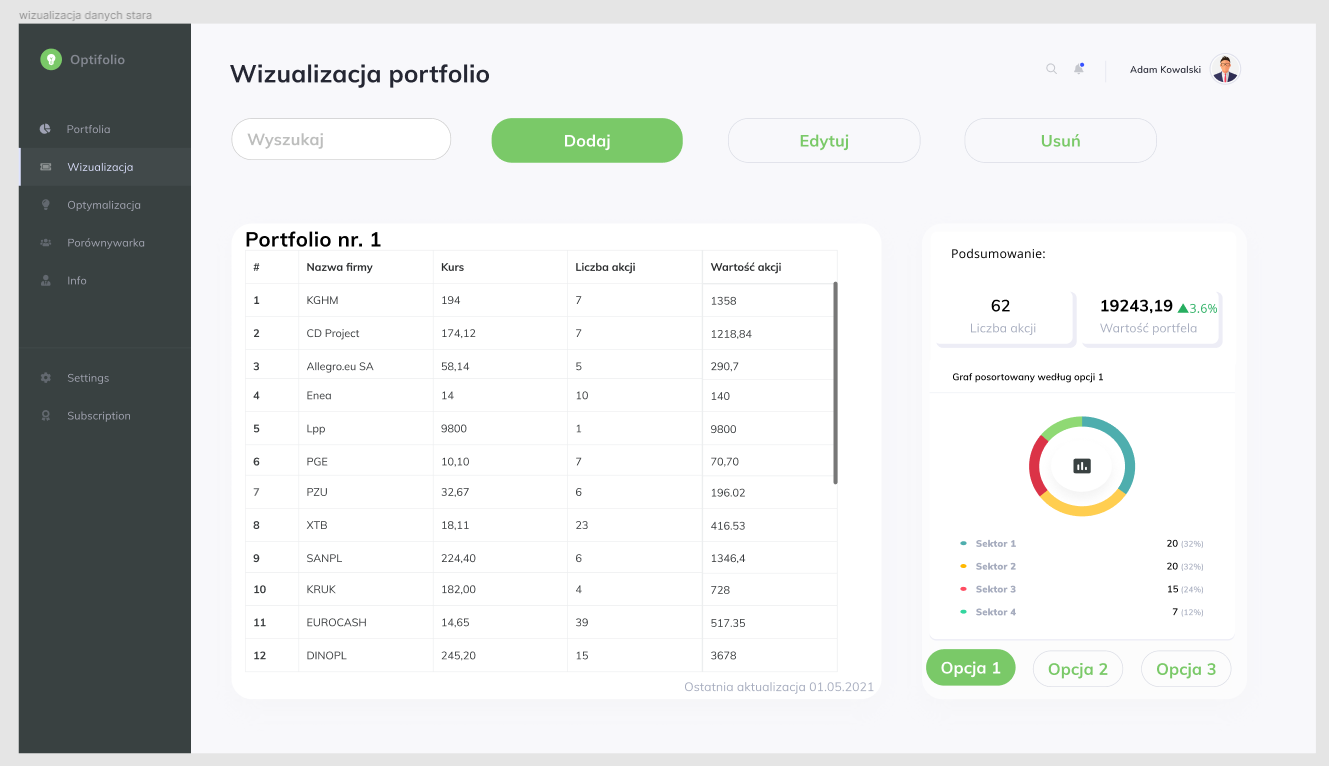 wizualizacja danych stara
Optifolio
Portfolia
Wizualizacja
Optymalizacja
Porównywarka
Info
Settings
Subscription
Wizualizacja portfolio
Adam Kowalski
Wyszukaj
Dodaj
Edytuj
Usuń
Portfolio nr. 1
# Nazwa firmy Kurs Liczba akcji Wartość akcji
1 KGHM 194 7 1358
2 CD Project 174,12 7 1218,84
3 Allegro.eu SA 58,14 5 290,7
4 Enea 14 10 140
5 Lpp 9800 1 9800
6 PGE 10,10 7 70,70
7 PZU 32,67 6 196.02
8 XTB 18,11 23 416.53
9 SANPL 224,40 6 1346,4
10 KRUK 182,00 4 728
11 EUROCASH 14,65 39 517.35
12 DINOPL 245,20 15 3678
Ostatnia aktualizacja 01.05.2021
Podsumowanie:
62
Liczba akcji
19243,19 ▲3,6%
Wartość portfela
Graf posortowany według opcji 1
Sektor 1 20 (32%)
Sektor 2 20 (32%)
Sektor 3 15 (24%)
Sektor 4 7 (12%)
Opcja 1
Opcja 2
Opcja 3